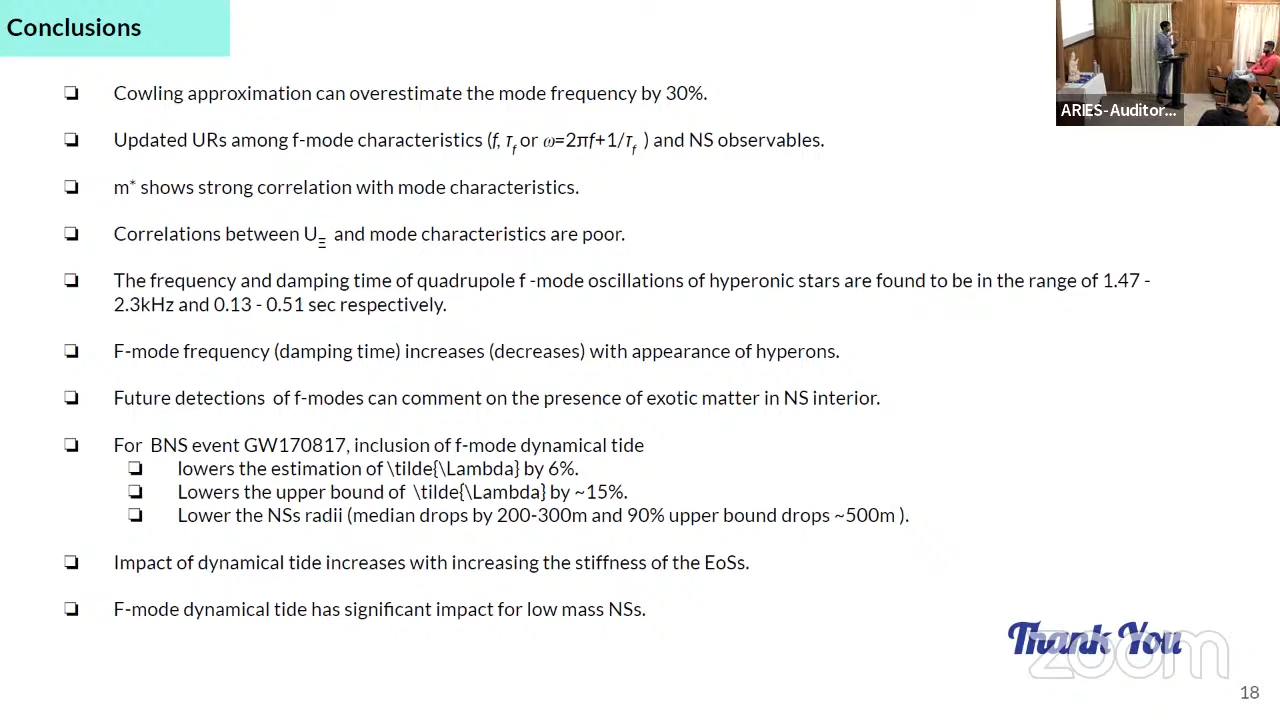 Conclusions
ARIES-Auditor...
❏ Cowling approximation can overestimate the mode frequency by 30%.
❏ Updated URs among f-mode characteristics (f, τf or ω=2πf+1/τf ) and NS observables.
❏ m* shows strong correlation with mode characteristics.
❏ Correlations between UΞ and mode characteristics are poor.
❏ The frequency and damping time of quadrupole f -mode oscillations of hyperonic stars are found to be in the range of 1.47 -
2.3kHz and 0.13 - 0.51 sec respectively.
❏ F-mode frequency (damping time) increases (decreases) with appearance of hyperons.
❏ Future detections of f-modes can comment on the presence of exotic matter in NS interior.
❏ For BNS event GW170817, inclusion of f-mode dynamical tide
❏ lowers the estimation of \tilde{\Lambda} by 6%.
❏ Lowers the upper bound of \tilde{\Lambda} by ~15%.
❏ Lower the NSs radii (median drops by 200-300m and 90% upper bound drops ~500m ).
❏ Impact of dynamical tide increases with increasing the stiffness of the EoSs.
❏ F-mode dynamical tide has significant impact for low mass NSs.
Thank You
zoom
18